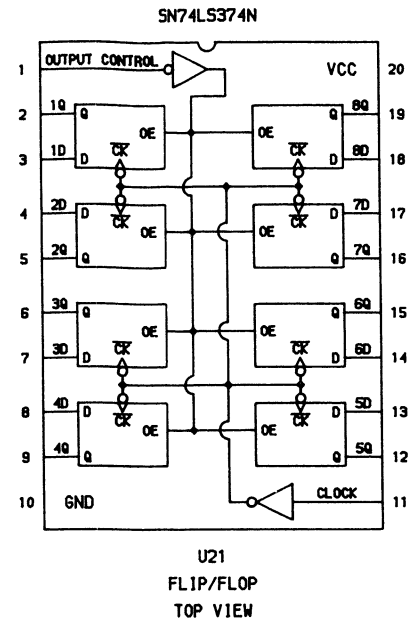 SN74LS374N
1 OUTPUT CONTROL VCC 20
2 1Q Q OE OE Q 8Q 19
3 1D D CK CK D 8D 18
4 2D D CK CK D 7D 17
5 2Q Q OE OE Q 7Q 16
6 3Q Q OE OE Q 6Q 15
7 3D D CK CK D 6D 14
8 4D D CK CK D 5D 13
9 4Q Q OE OE Q 5Q 12
10 GND CLOCK 11
U21
FLIP/FLOP
TOP VIEW